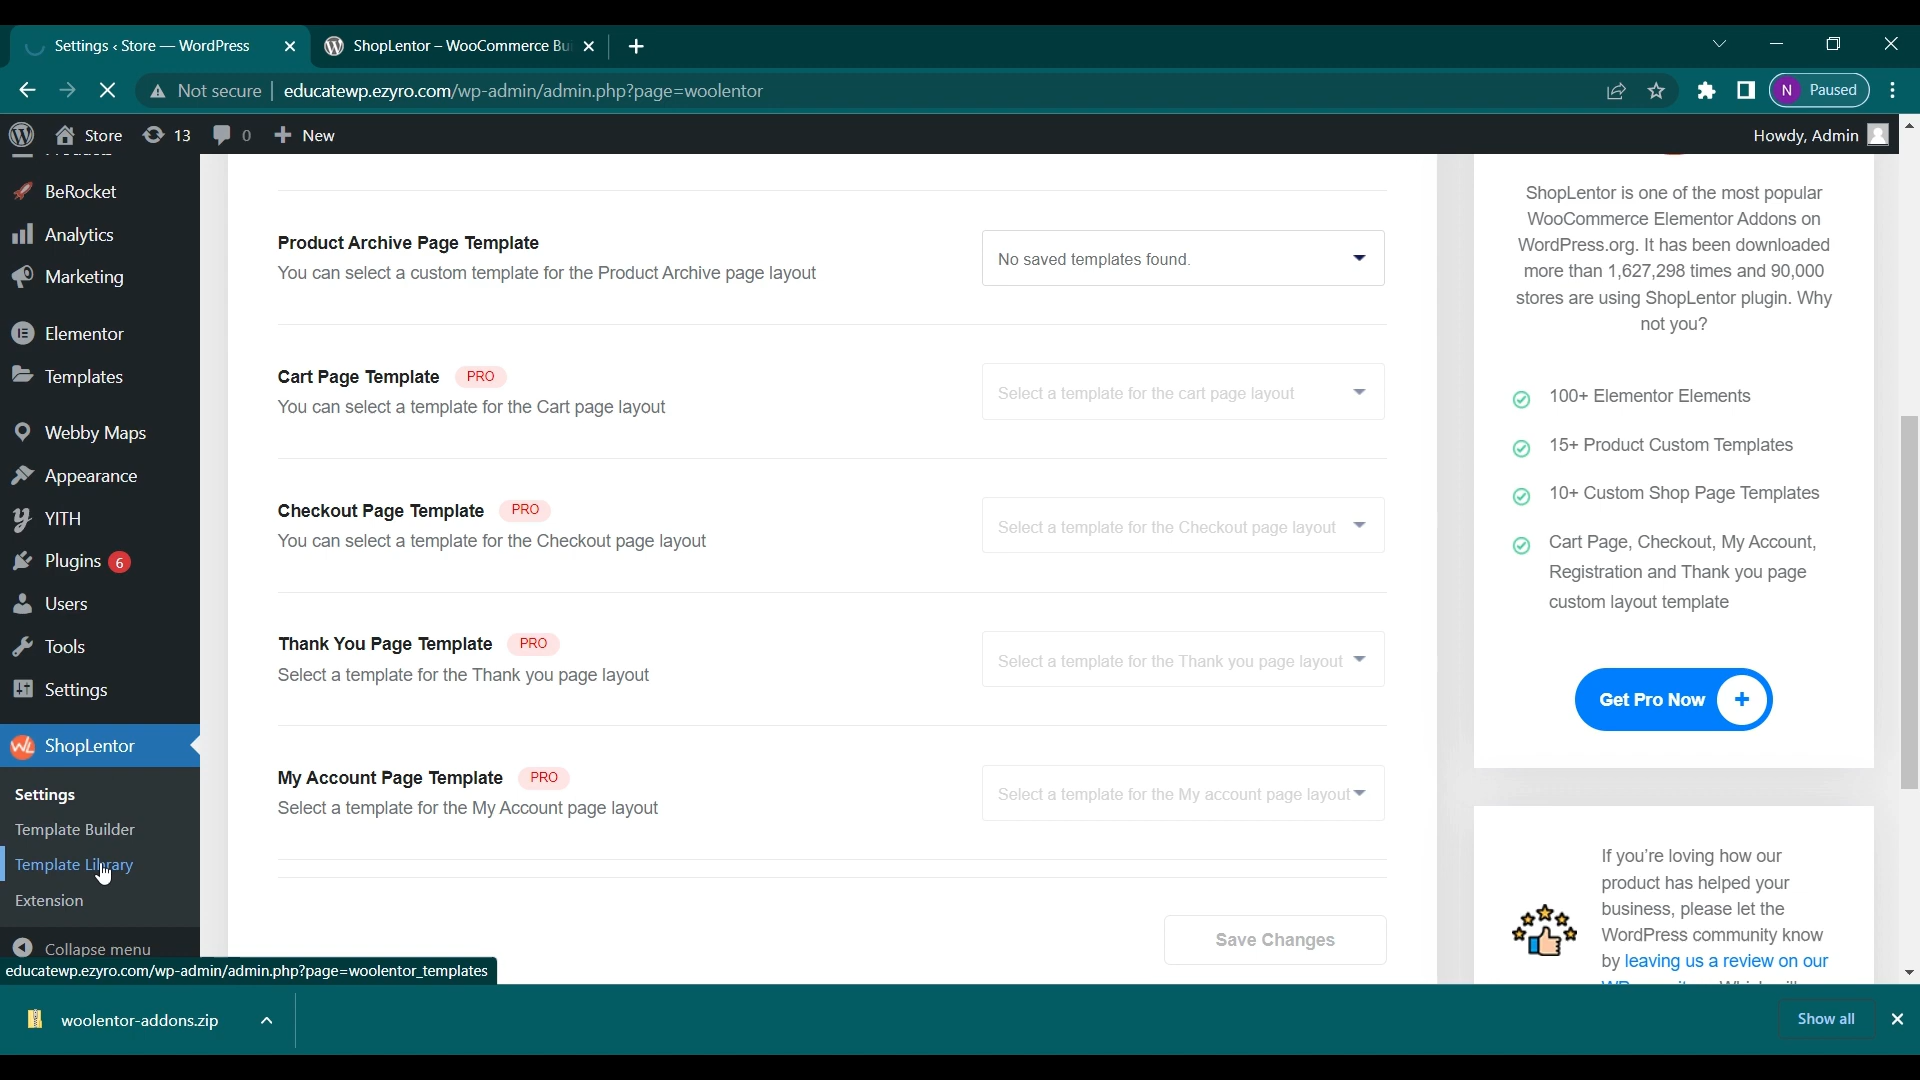 Settings ‹ Store — WordPress
ShopLentor – WooCommerce Bui
Not secure
educatewp.ezyro.com/wp-admin/admin.php?page=woolentor
N
Paused
Store
13
0
New
Howdy, Admin
BeRocket
Analytics
Marketing
Elementor
Templates
Webby Maps
Appearance
YITH
Plugins 6
Users
Tools
Settings
ShopLentor
Settings
Template Builder
Template Library
Extension
Collapse menu
educatewp.ezyro.com/wp-admin/admin.php?page=woolentor_templates
Product Archive Page Template
You can select a custom template for the Product Archive page layout
No saved templates found.
Cart Page Template PRO
You can select a template for the Cart page layout
Select a template for the cart page layout
Checkout Page Template PRO
You can select a template for the Checkout page layout
Select a template for the Checkout page layout
Thank You Page Template PRO
Select a template for the Thank you page layout
Select a template for the Thank you page layout
My Account Page Template PRO
Select a template for the My Account page layout
Select a template for the My account page layout
Save Changes
ShopLentor is one of the most popular
WooCommerce Elementor Addons on
WordPress.org. It has been downloaded
more than 1,627,298 times and 90,000
stores are using ShopLentor plugin. Why
not you?
100+ Elementor Elements
15+ Product Custom Templates
10+ Custom Shop Page Templates
Cart Page, Checkout, My Account,
Registration and Thank you page
custom layout template
Get Pro Now +
If you're loving how our
product has helped your
business, please let the
WordPress community know
by leaving us a review on our
woolentor-addons.zip
Show all